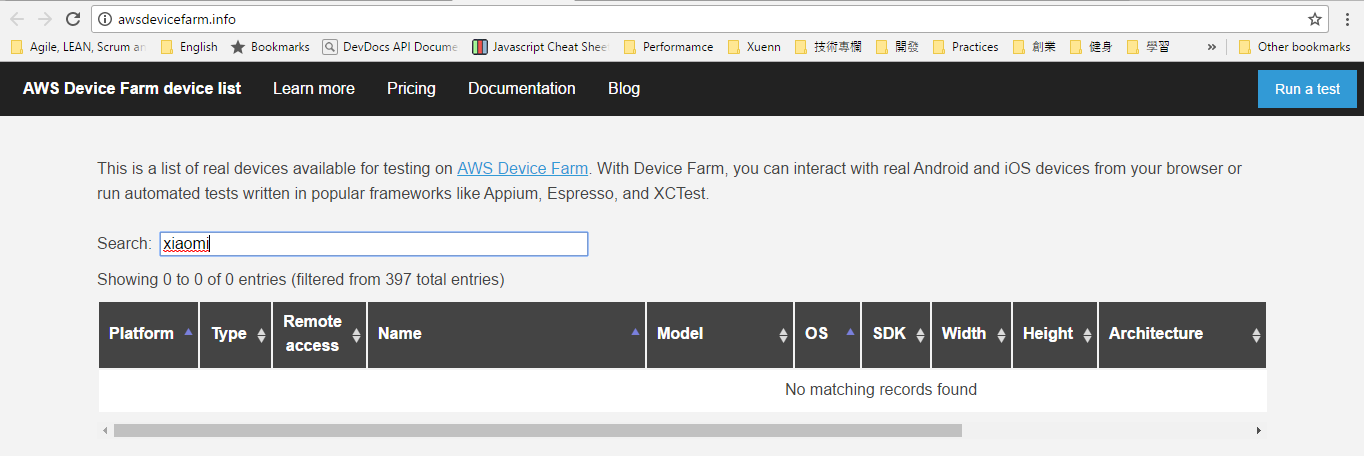 awsdevicefarm.info
Agile, LEAN, Scrum an English Bookmarks DevDocs API Docume Javascript Cheat Shee Performamce Xuenn 技術專欄 開發 Practices 創業 健身 學習 » Other bookmarks
AWS Device Farm device list Learn more Pricing Documentation Blog Run a test
This is a list of real devices available for testing on AWS Device Farm. With Device Farm, you can interact with real Android and iOS devices from your browser or
run automated tests written in popular frameworks like Appium, Espresso, and XCTest.
Search: xiaomi
Showing 0 to 0 of 0 entries (filtered from 397 total entries)
Platform Type Remote access Name Model OS SDK Width Height Architecture
No matching records found